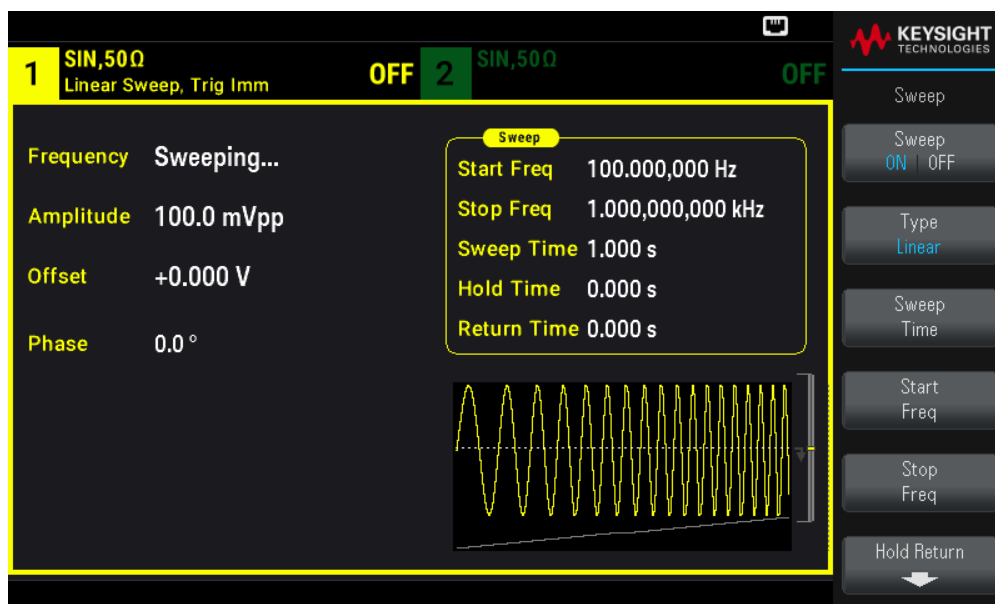 KEYSIGHT
TECHNOLOGIES
1
SIN,50Ω
Linear Sweep, Trig Imm
OFF
2
SIN,50Ω
OFF
Frequency Sweeping...
Amplitude 100.0 mVpp
Offset +0.000 V
Phase 0.0 °
Sweep
Start Freq 100.000,000 Hz
Stop Freq 1.000,000,000 kHz
Sweep Time 1.000 s
Hold Time 0.000 s
Return Time 0.000 s
Sweep
Sweep
ON | OFF
Type
Linear
Sweep
Time
Start
Freq
Stop
Freq
Hold Return